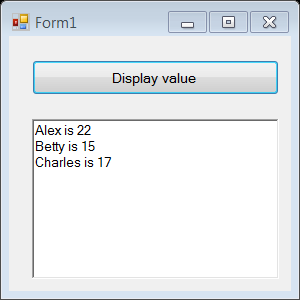 Form1
Display value
Alex is 22
Betty is 15
Charles is 17